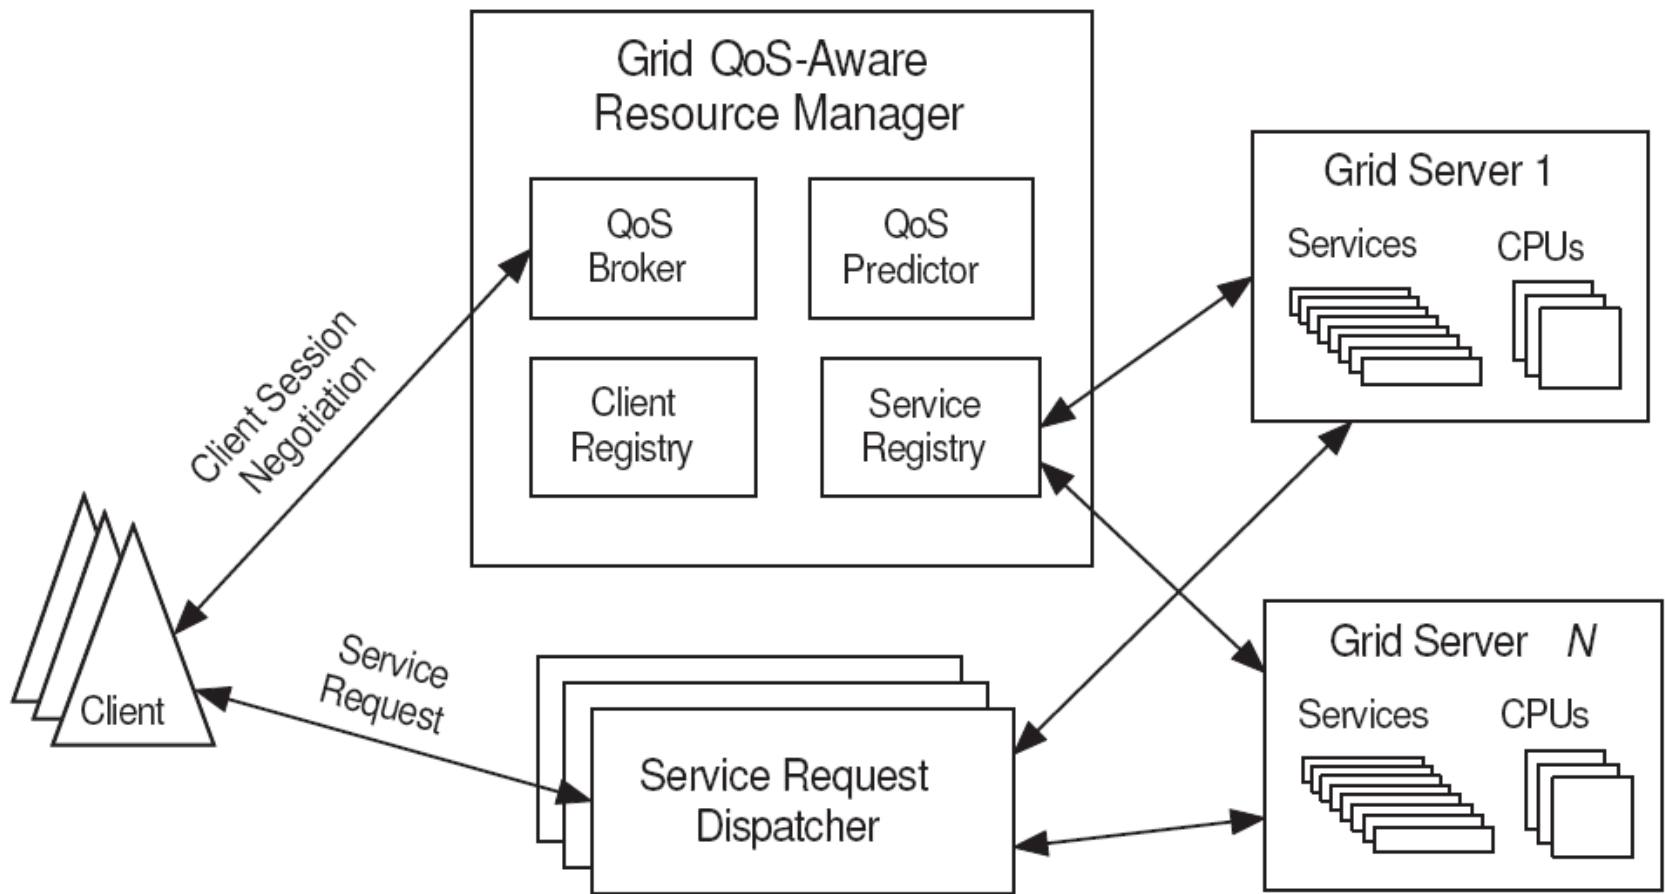 Grid QoS-Aware
Resource Manager
QoS
Broker
QoS
Predictor
Client
Registry
Service
Registry
Client Session
Negotiation
Client
Service
Request
Service Request
Dispatcher
Grid Server 1
Services
CPUs
Grid Server N
Services
CPUs